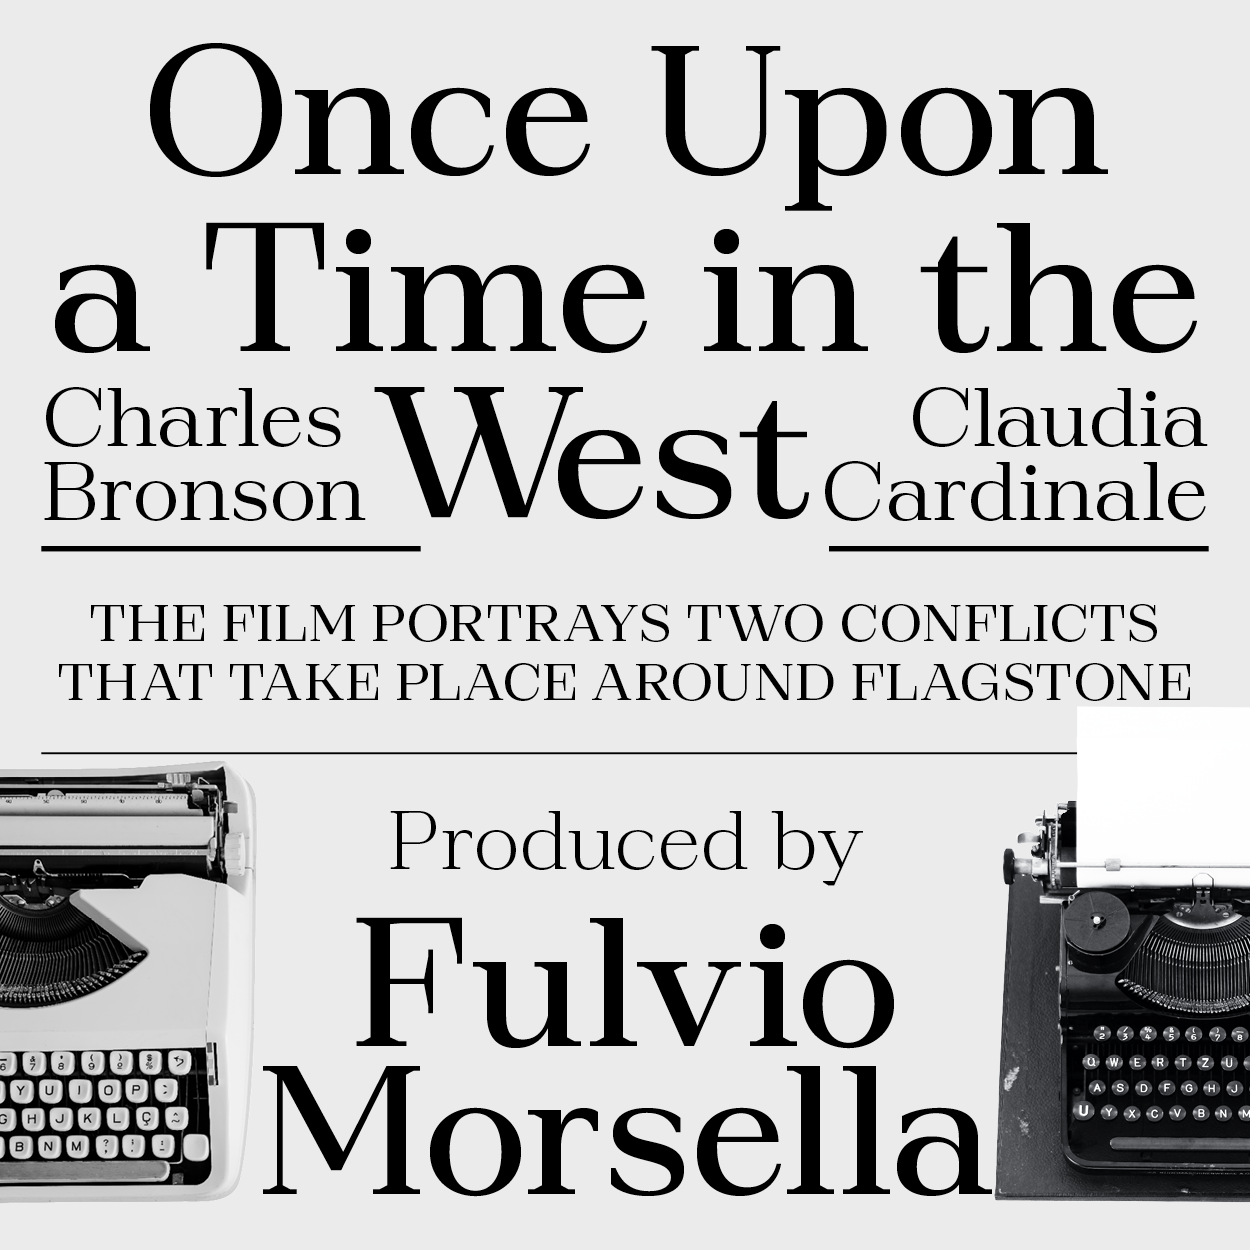 Once Upon
a Time in the
West
Charles
Bronson
Claudia
Cardinale
THE FILM PORTRAYS TWO CONFLICTS
THAT TAKE PLACE AROUND FLAGSTONE
Produced by
Fulvio
Morsella
Y U I O P
G H J K L Ç
B N M
Q W E R T Z U
A S D F G H J
Y X C V B N M